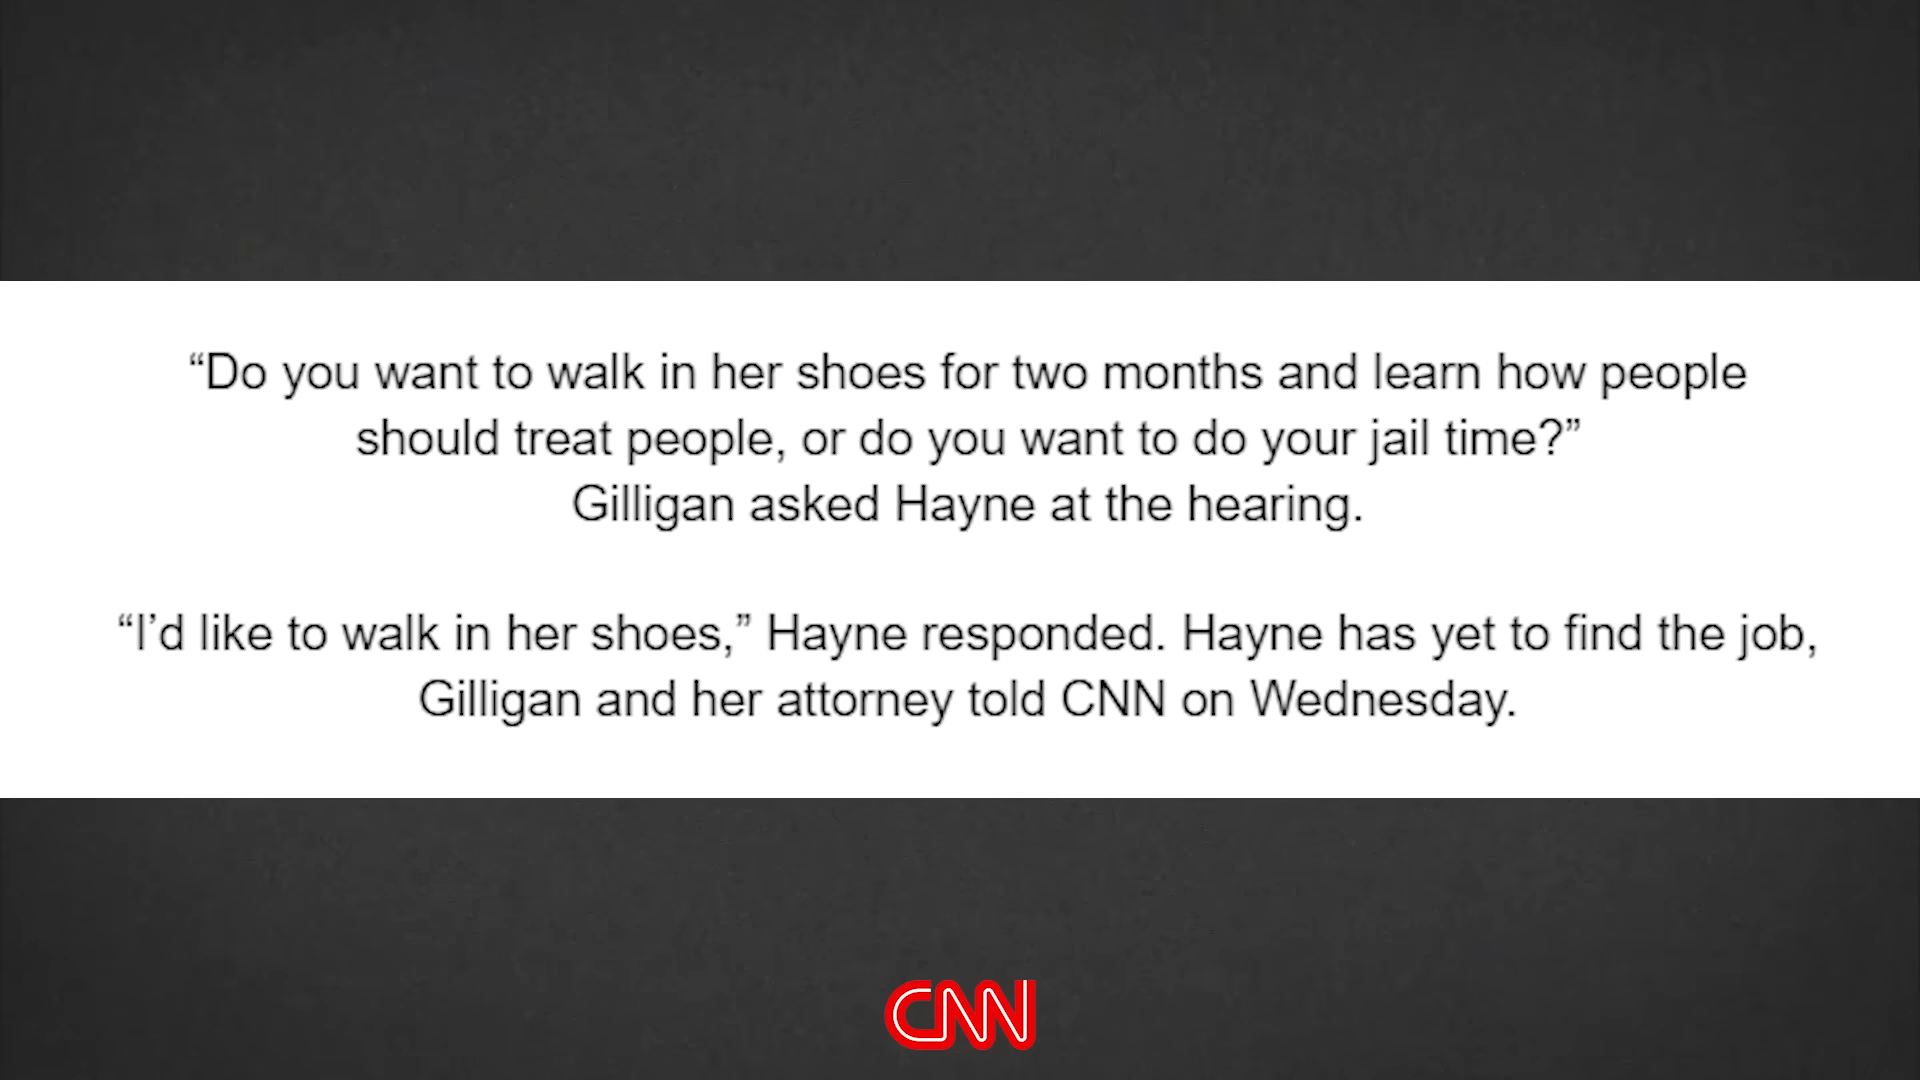 “Do you want to walk in her shoes for two months and learn how people
should treat people, or do you want to do your jail time?”
Gilligan asked Hayne at the hearing.
“I’d like to walk in her shoes,” Hayne responded. Hayne has yet to find the job,
Gilligan and her attorney told CNN on Wednesday.
CNN